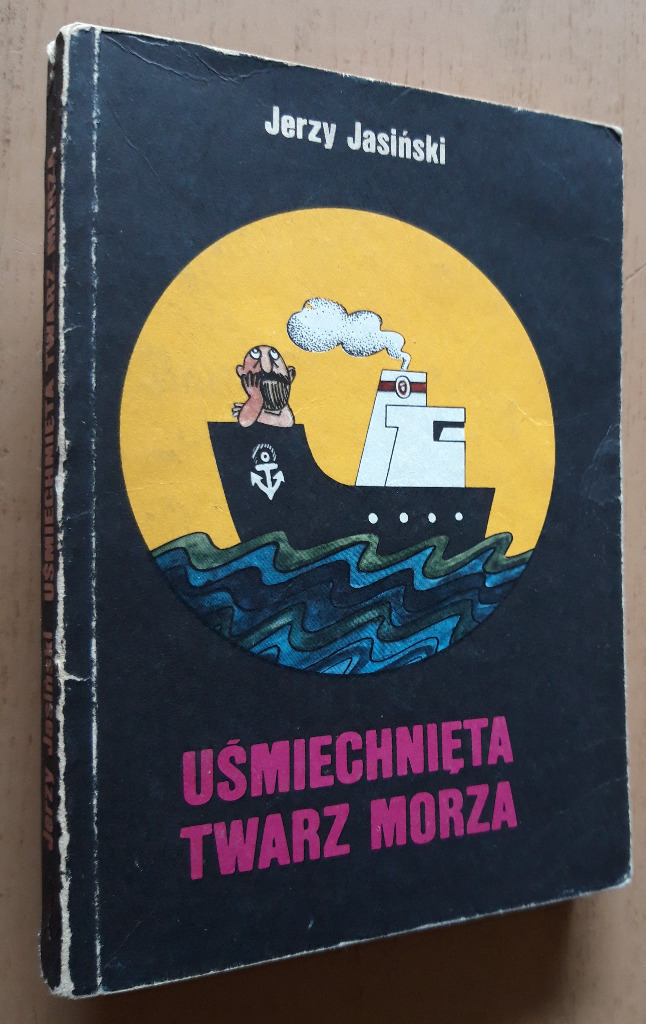 Jerzy Jasiński
UŚMIECHNIĘTA
TWARZ MORZA
Jerzy Jasiński UŚMIECHNIĘTA TWARZ MORZA